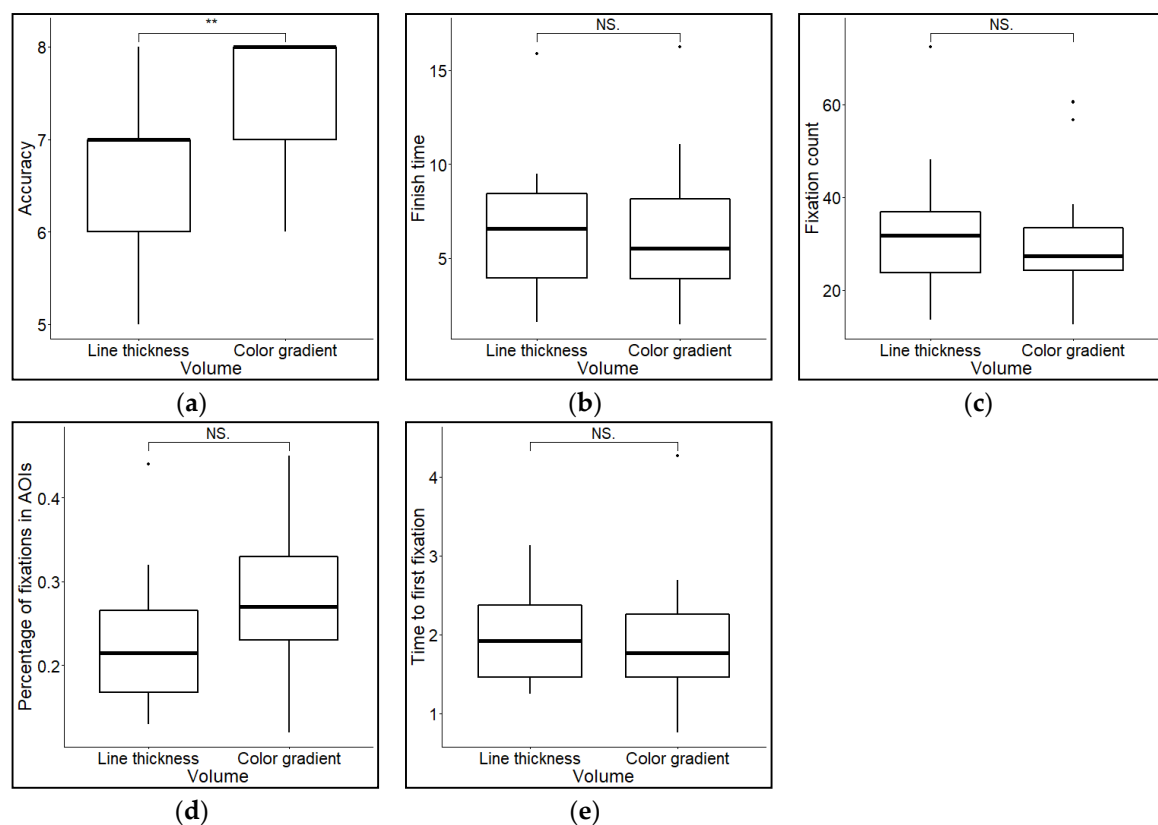 **
Accuracy
8
7
6
5
Line thickness Color gradient
Volume
(a)
NS.
Finish time
15
10
5
Line thickness Color gradient
Volume
(b)
NS.
Fixation count
60
40
20
Line thickness Color gradient
Volume
(c)
NS.
Percentage of fixations in AOIs
0.4
0.3
0.2
Line thickness Color gradient
Volume
(d)
NS.
Time to first fixation
4
3
2
1
Line thickness Color gradient
Volume
(e)